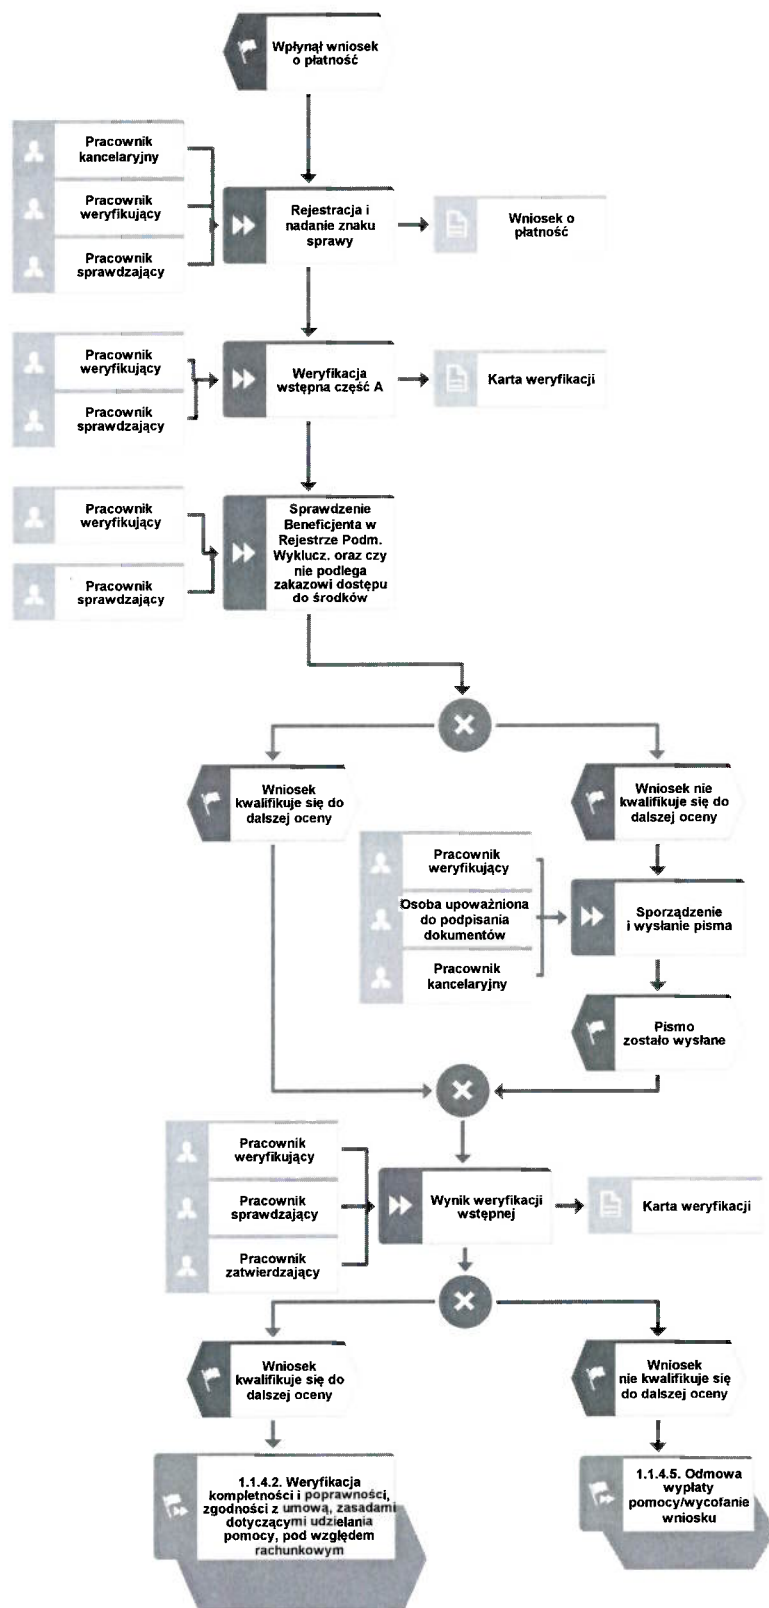 Wpłynął wniosek
o płatność
Pracownik
kancelaryjny
Pracownik
weryfikujący
Pracownik
sprawdzający
Rejestracja i
nadanie znaku
sprawy
Wniosek o
płatność
Pracownik
weryfikujący
Pracownik
sprawdzający
Weryfikacja
wstępna część A
Karta weryfikacji
Pracownik
weryfikujący
Pracownik
sprawdzający
Sprawdzenie
Beneficjenta w
Rejestrze Podm.
Wyklucz. oraz czy
nie podlega
zakazowi dostępu
do środków
Wniosek
kwalifikuje się do
dalszej oceny
Wniosek nie
kwalifikuje się do
dalszej oceny
Pracownik
weryfikujący
Osoba upoważniona
do podpisania
dokumentów
Pracownik
kancelaryjny
Sporządzenie
i wysłanie pisma
Pismo
zostało wysłane
Pracownik
weryfikujący
Pracownik
sprawdzający
Pracownik
zatwierdzający
Wynik weryfikacji
wstępnej
Karta weryfikacji
Wniosek
kwalifikuje się do
dalszej oceny
Wniosek
nie kwalifikuje się
do dalszej oceny
1.1.4.2. Weryfikacja
kompletności i poprawności,
zgodności z umową, zasadami
dotyczącymi udzielania
pomocy, pod względem
rachunkowym
1.1.4.5. Odmowa
wypłaty
pomocy/wycofanie
wniosku